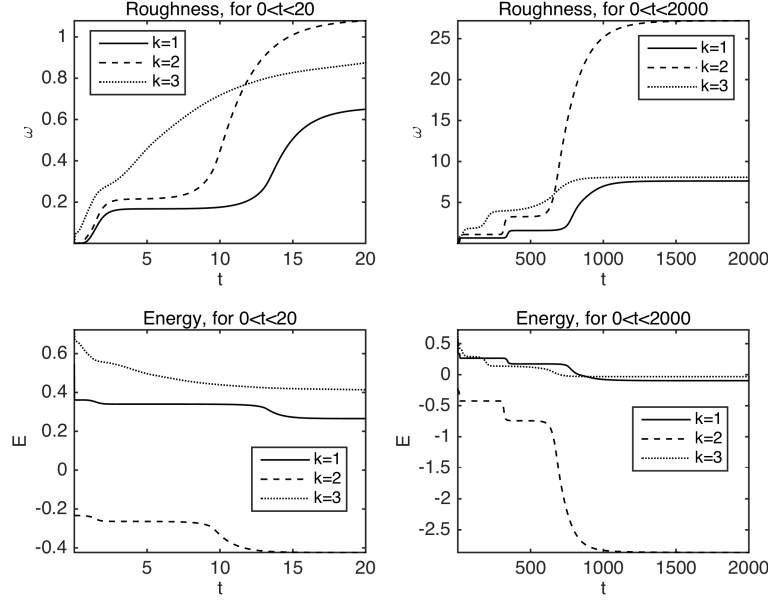 Roughness, for 0<t<20
1
0.8
0.6
0.4
0.2
ω
5
10
15
20
t
k=1
k=2
k=3
Roughness, for 0<t<2000
25
20
15
10
5
ω
500
1000
1500
2000
t
k=1
k=2
k=3
Energy, for 0<t<20
0.6
0.4
0.2
0
-0.2
-0.4
E
5
10
15
20
t
k=1
k=2
k=3
Energy, for 0<t<2000
0.5
0
-0.5
-1
-1.5
-2
-2.5
E
500
1000
1500
2000
t
k=1
k=2
k=3